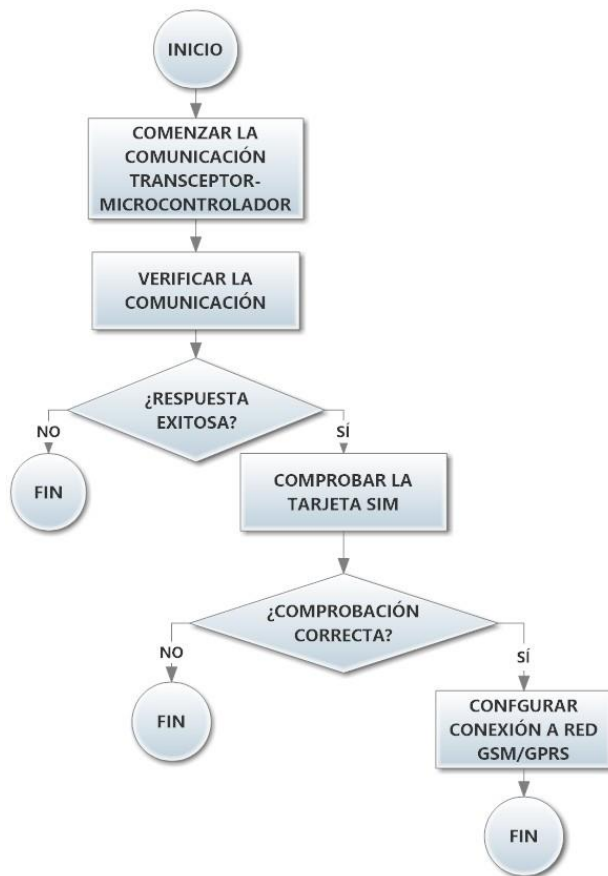 INICIO
COMENZAR LA
COMUNICACIÓN
TRANSCEPTOR-
MICROCONTROLADOR
VERIFICAR LA
COMUNICACIÓN
¿RESPUESTA
EXITOSA?
NO
SÍ
FIN
COMPROBAR LA
TARJETA SIM
¿COMPROBACIÓN
CORRECTA?
NO
SÍ
FIN
CONFGURAR
CONEXIÓN A RED
GSM/GPRS
FIN